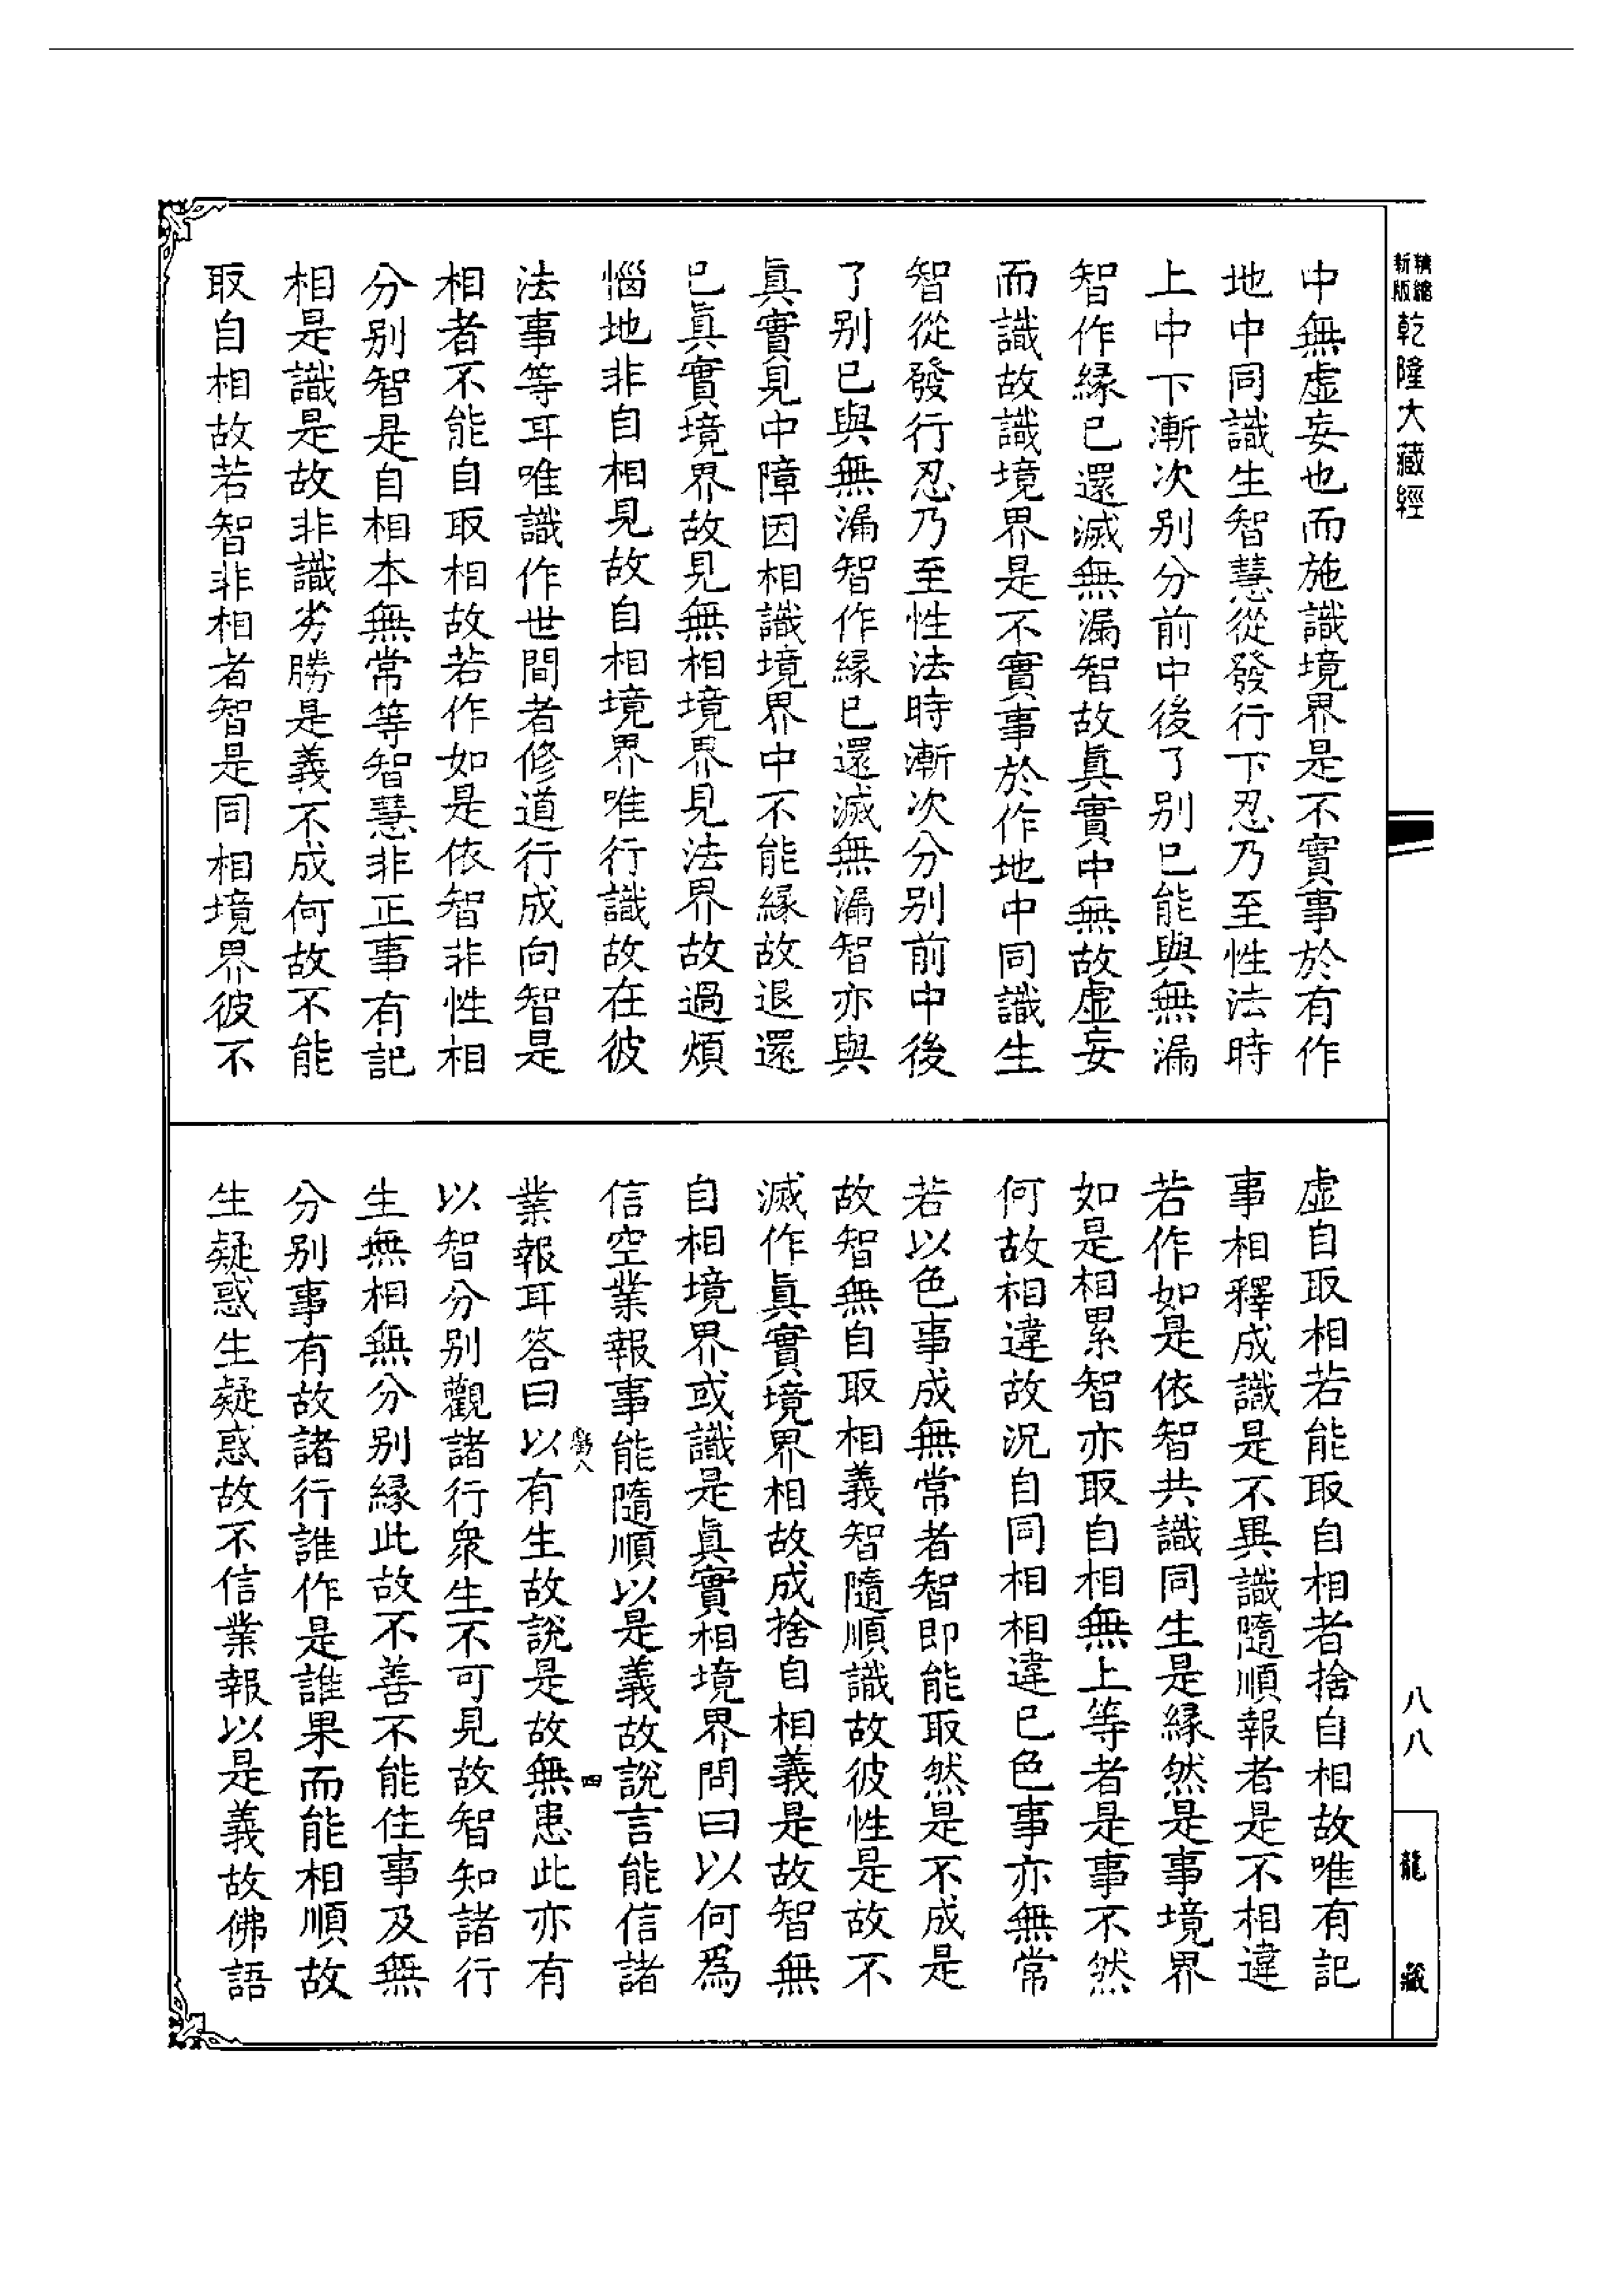 精縮新版乾隆大藏經
中無虛妄也而施識境界是不實事於有作
地中同識生智慧從發行下忍乃至性法時
上中下漸次別分前中後了別已能與無漏
智作緣已還滅無漏智故眞實中無故虛妄
而識故識境界是不實事於作地中同識生
智從發行忍乃至性法時漸次分別前中後
了別已與無漏智作緣已還滅無漏智亦與
眞實見中障因相識境界中不能緣故退還
已眞實境界故見無相境界見法界故過煩
惱地非自相見故自相境界唯行識故在彼
法事等耳唯識作世間者修道行成向智是
相者不能自取相故若作如是依智非性相
分別智是自相本無常等智慧非正事有記
相是識是故非識劣勝是義不成何故不能
取自相故若智非相者智是同相境界彼不
虛自取相若能取自相者捨自相故唯有記
事相釋成識是不異識隨順報者是不相違
若作如是依智共識同生是緣然是事境界
如是相累智亦取自相無上等者是事不然
何故相違故況自同相相違已色事亦無常
若以色事成無常者智即能取然是不成是
故智無自取相義智隨順識故彼性是故不
滅作眞實境界相故成捨自相義是故智無
自相境界或識是眞實相境界問曰以何爲
信空業報事能隨順以是義故說言能信諸
業報耳答曰以有生故說是故無患此亦有
以智分別觀諸行衆生不可見故智知諸行
生無相無分別緣此故不善不能住事及無
分別事有故諸行誰作是誰果而能相順故
生疑惑生疑惑故不信業報以是義故佛語
四
八八
龍藏